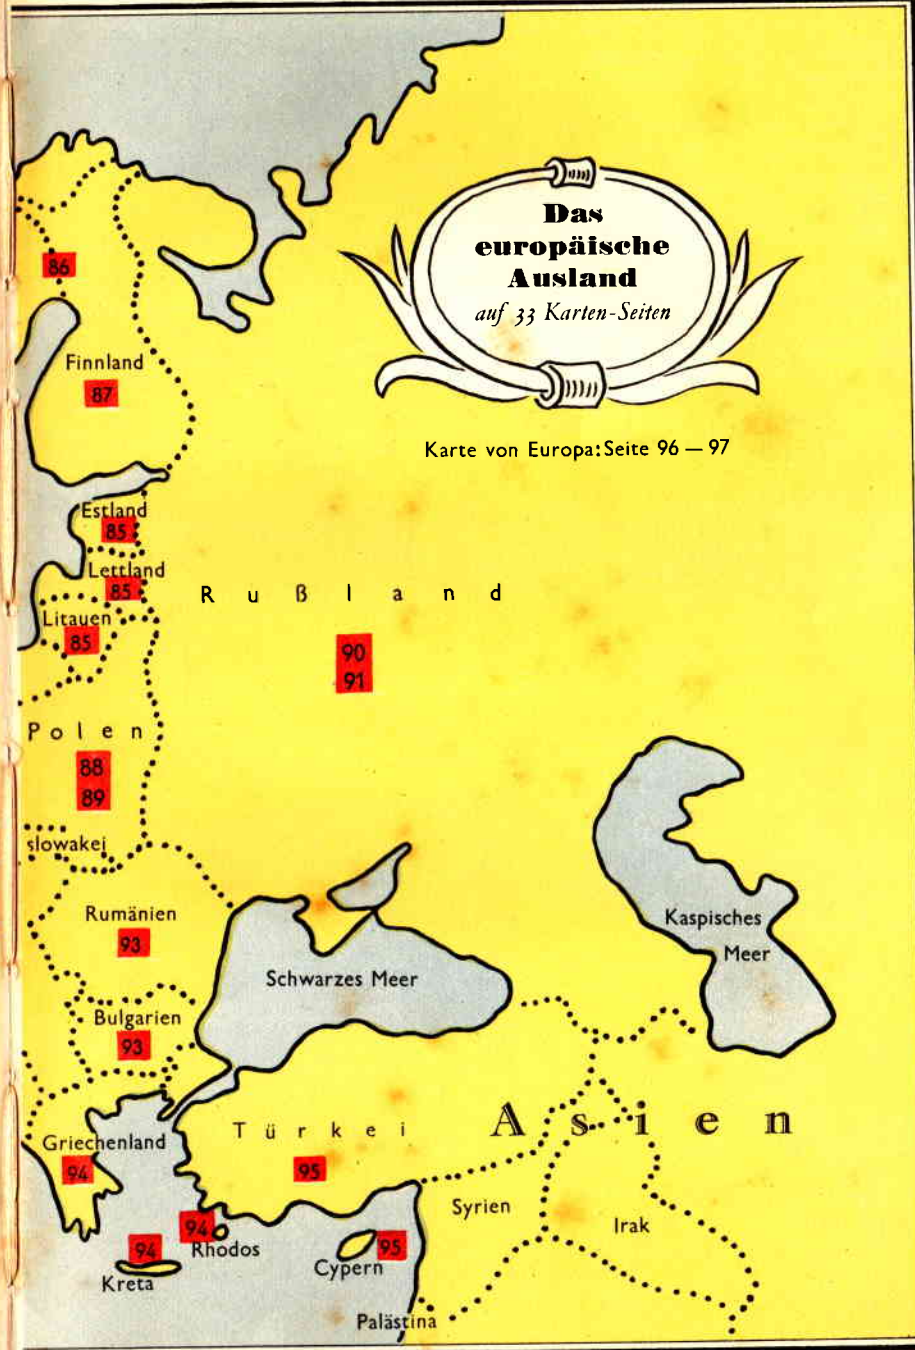 Das
europäische
Ausland
auf 33 Karten-Seiten
Karte von Europa: Seite 96 — 97
86
Finnland
87
Estland
85
Lettland
85
Litauen
85
Rußland
90
91
Polen
88
89
slowakei
Rumänien
93
Bulgarien
93
Schwarzes Meer
Kaspisches
Meer
Asien
Türkei
95
Griechenland
94
94
Rhodos
94
Kreta
95
Cypern
Syrien
Irak
Palästina